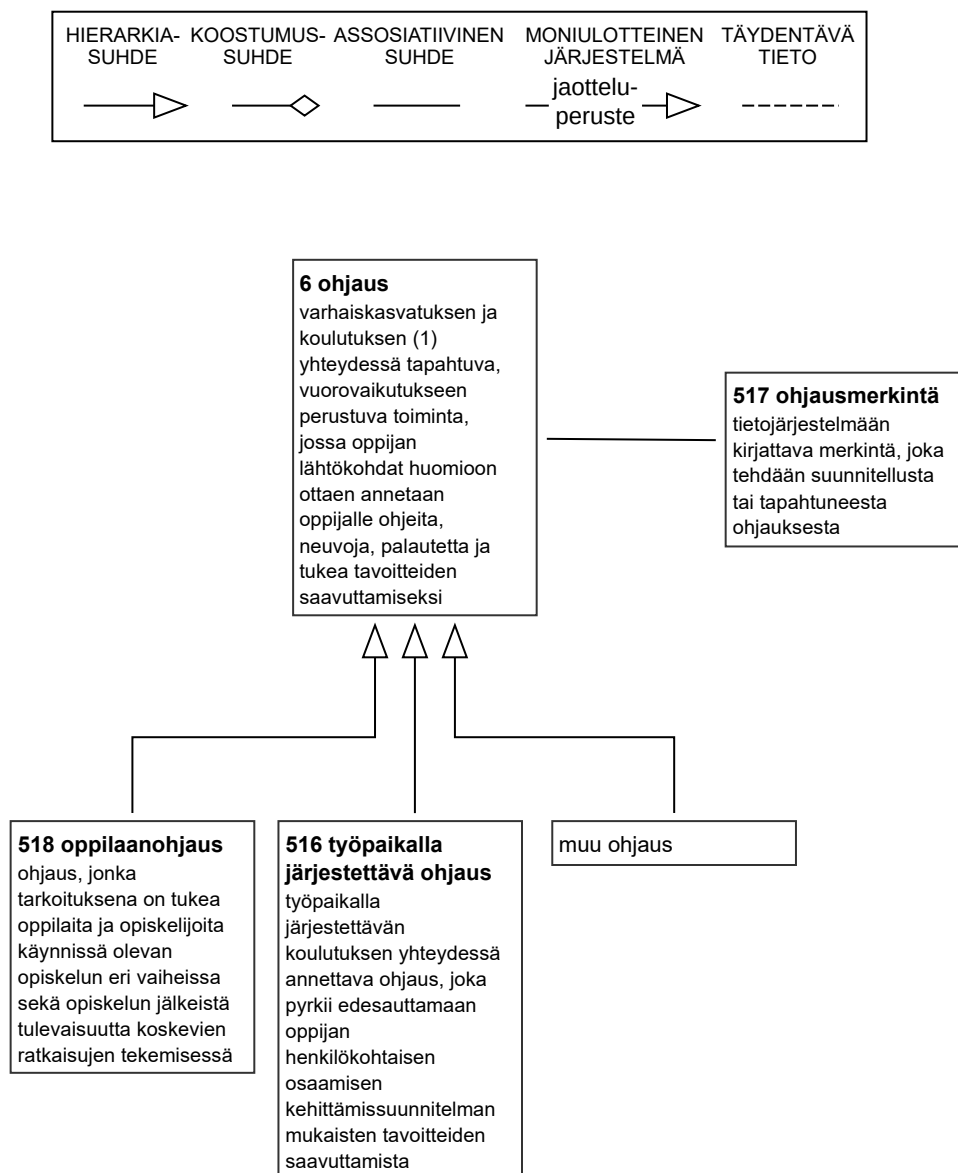 HIERARKIA-
SUHDE
KOOSTUMUS-
SUHDE
ASSOSIATIIVINEN
SUHDE
MONIULOTTEINEN
JÄRJESTELMÄ
jaottelu-
peruste
TÄYDENTÄVÄ
TIETO
6 ohjaus
varhaiskasvatuksen ja
koulutuksen (1)
yhteydessä tapahtuva,
vuorovaikutukseen
perustuva toiminta,
jossa oppijan
lähtökohdat huomioon
ottaen annetaan
oppijalle ohjeita,
neuvoja, palautetta ja
tukea tavoitteiden
saavuttamiseksi
517 ohjausmerkintä
tietojärjestelmään
kirjattava merkintä, joka
tehdään suunnitellusta
tai tapahtuneesta
ohjauksesta
518 oppilaanohjaus
ohjaus, jonka
tarkoituksena on tukea
oppilaita ja opiskelijoita
käynnissä olevan
opiskelun eri vaiheissa
sekä opiskelun jälkeistä
tulevaisuutta koskevien
ratkaisujen tekemisessä
516 työpaikalla
järjestettävä ohjaus
työpaikalla
järjestettävän
koulutuksen yhteydessä
annettava ohjaus, joka
pyrkii edesauttamaan
oppijan
henkilökohtaisen
osaamisen
kehittämissuunnitelman
mukaisten tavoitteiden
saavuttamista
muu ohjaus